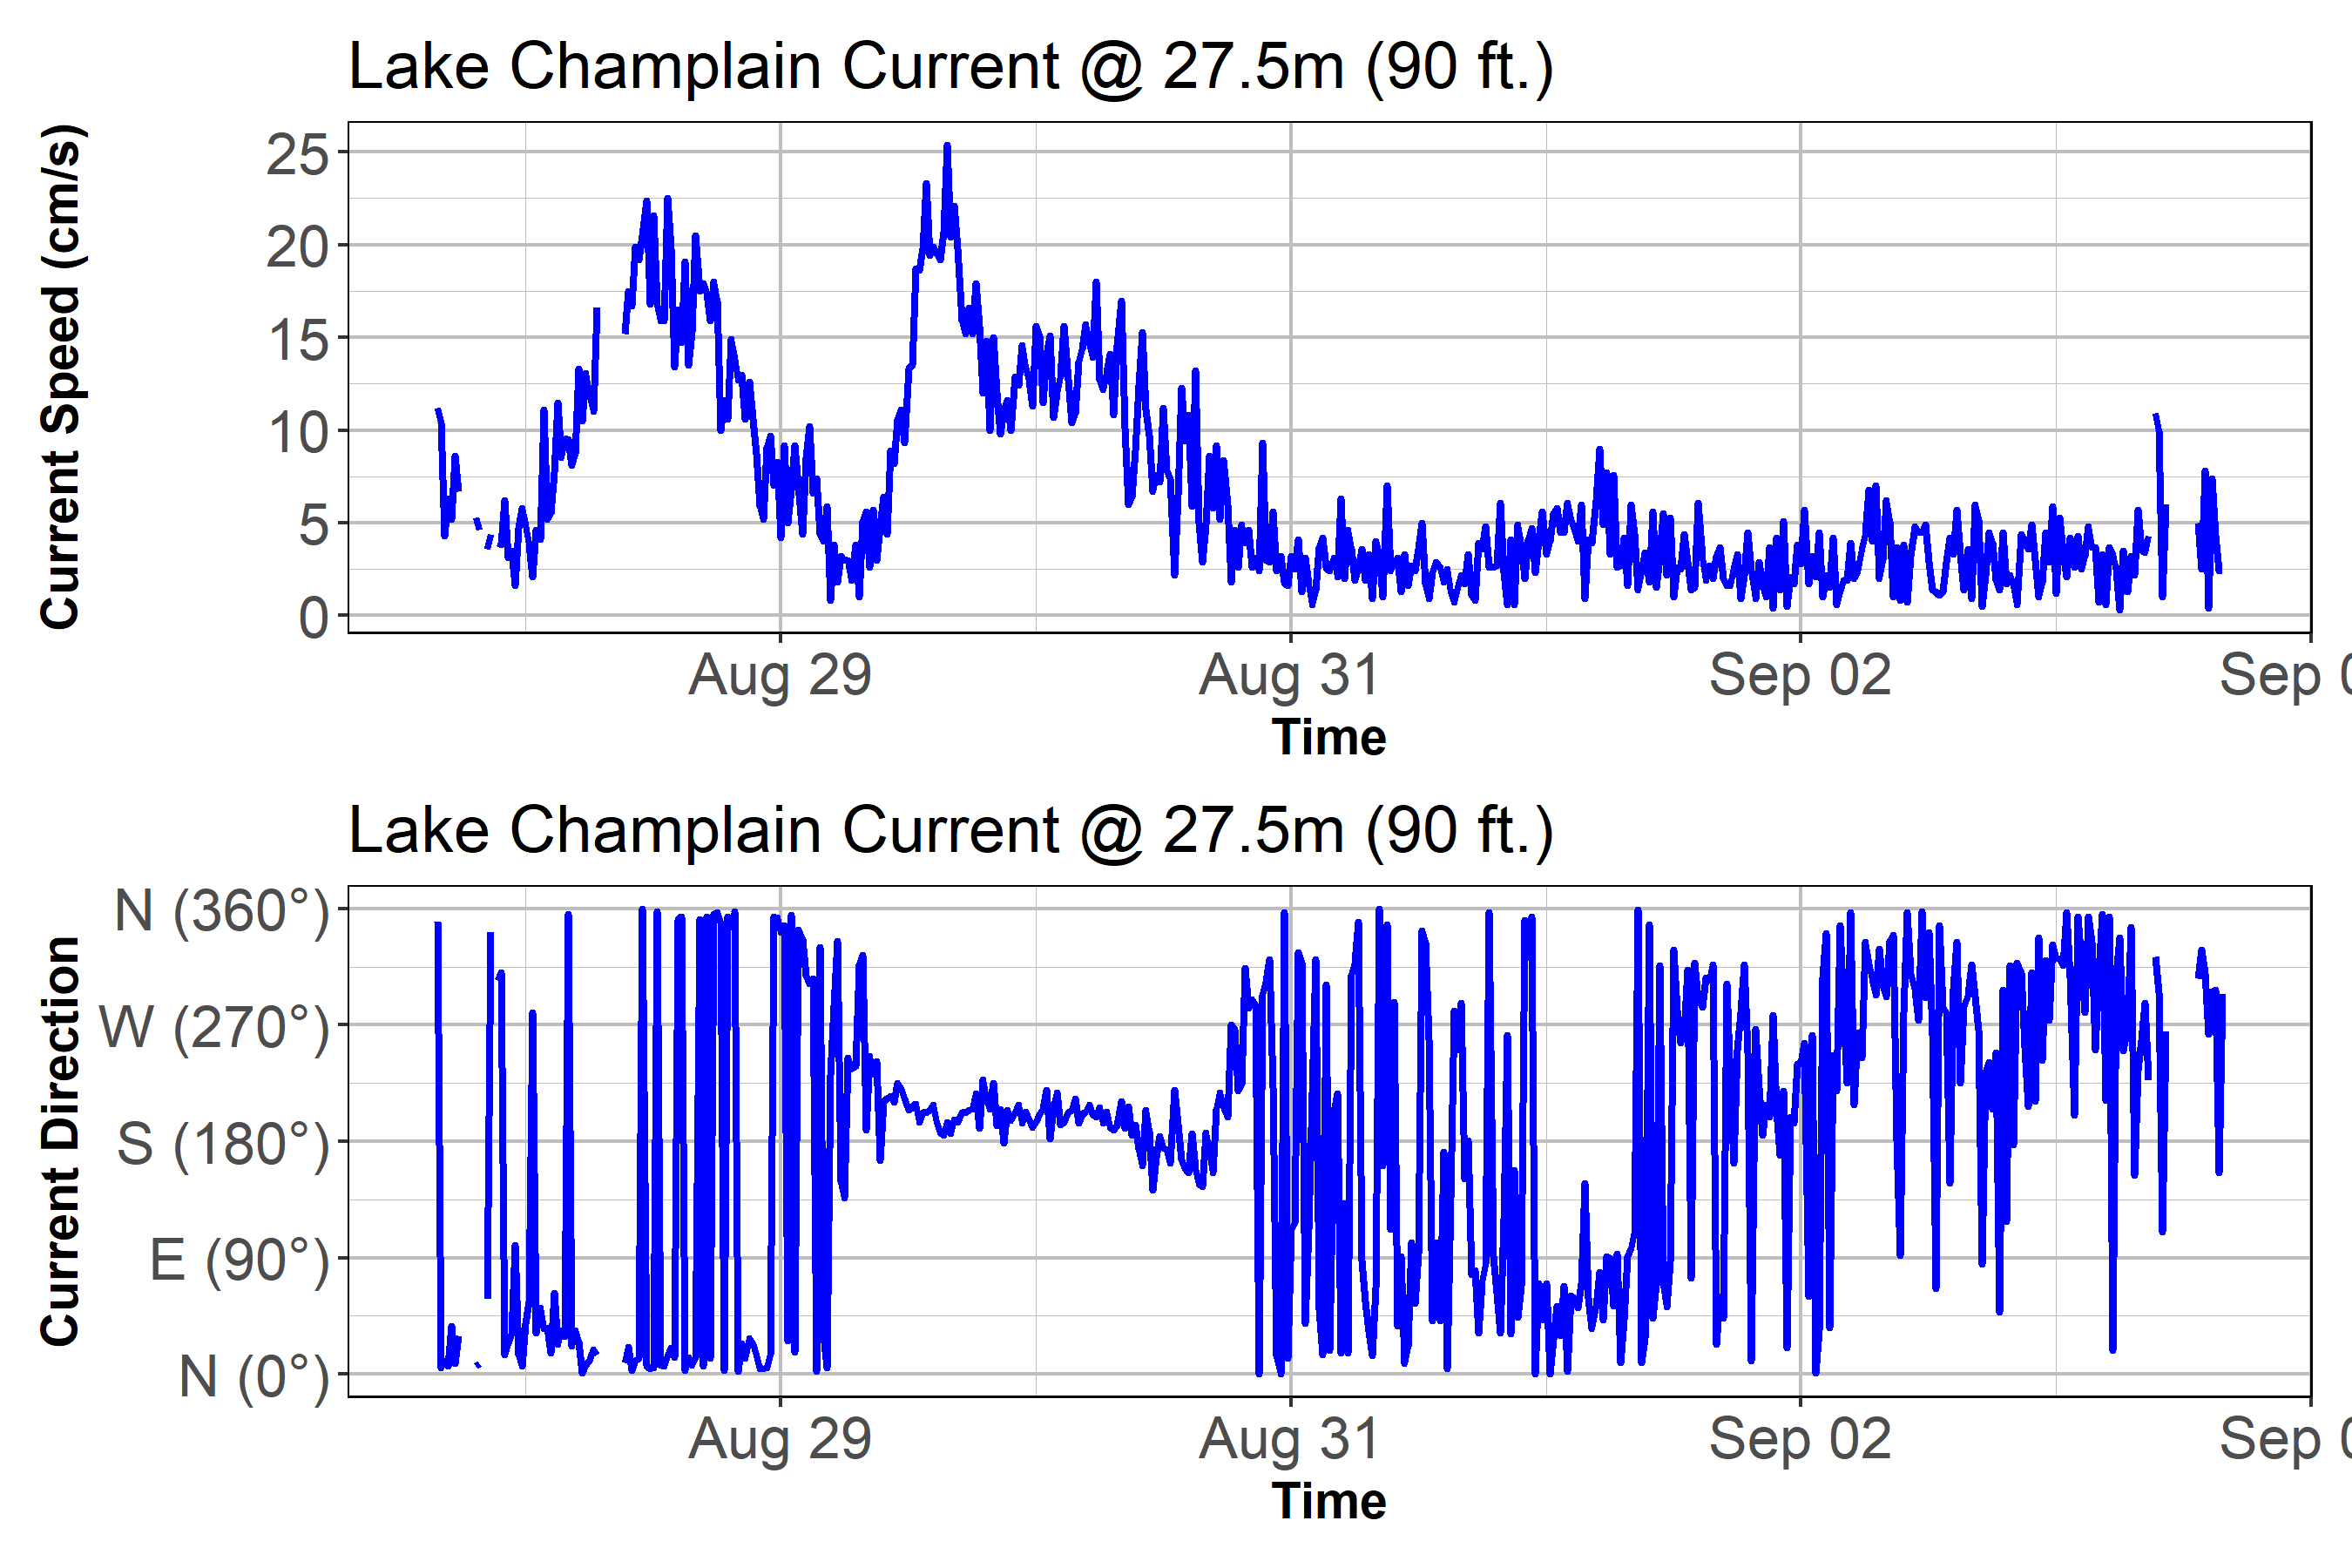 Lake Champlain Current @ 27.5m (90 ft.)
Current Speed (cm/s)
25
20
15
10
5
0
Aug 29 Aug 31 Sep 02 Sep 0
Time
Lake Champlain Current @ 27.5m (90 ft.)
Current Direction
N (360°)
W (270°)
S (180°)
E (90°)
N (0°)
Aug 29 Aug 31 Sep 02 Sep 0
Time